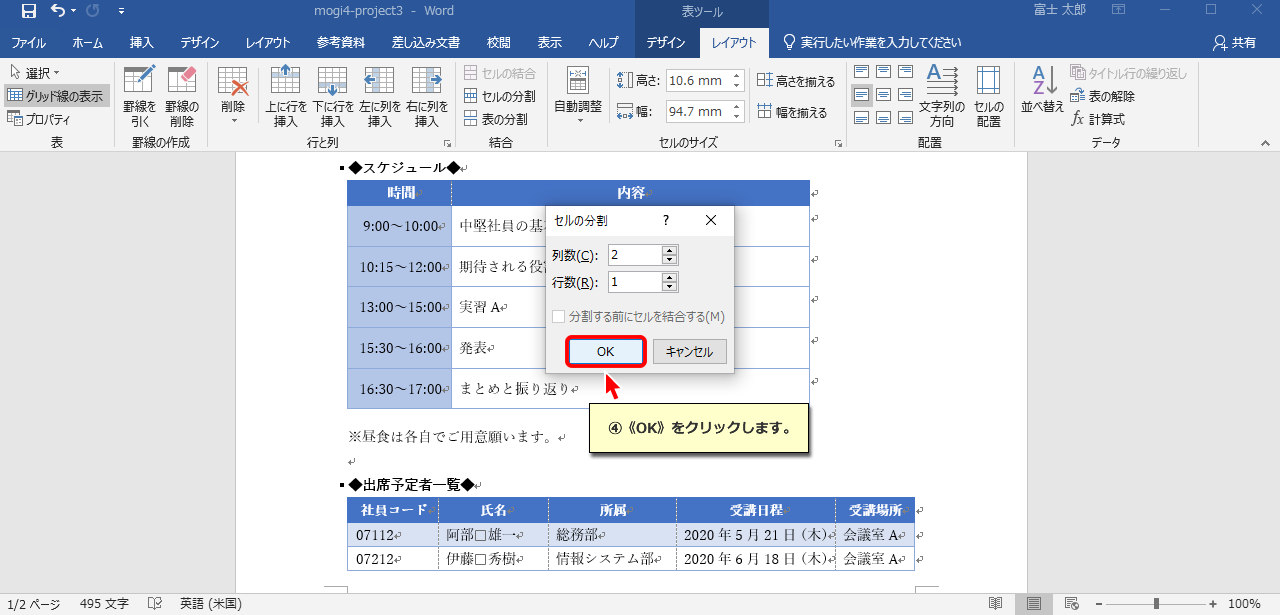 mogi4-project3 - Word
表ツール
富士 太郎
ファイル ホーム 挿入 デザイン レイアウト 参考資料 差し込み文書 校閲 表示 ヘルプ デザイン レイアウト 実行したい作業を入力してください 共有
選択
グリッド線の表示
プロパティ
表
罫線を引く
罫線の削除
罫線の作成
削除
上に行を挿入
下に行を挿入
左に列を挿入
右に列を挿入
行と列
セルの結合
セルの分割
表の分割
結合
自動調整
高さ: 10.6 mm
幅: 94.7 mm
高さを揃える
幅を揃える
セルのサイズ
文字列の方向
セルの配置
配置
並べ替え
タイトル行の繰り返し
表の解除
計算式
データ
◆スケジュール◆
時間 内容
9:00～10:00 中堅社員の基
10:15～12:00 期待される役
13:00～15:00 実習 A
15:30～16:00 発表
16:30～17:00 まとめと振り返り
セルの分割 ?
列数(C): 2
行数(R): 1
分割する前にセルを結合する(M)
OK キャンセル
④《OK》をクリックします。
※昼食は各自でご用意願います。
◆出席予定者一覧◆
社員コード 氏名 所属 受講日程 受講場所
07112 阿部□雄一 総務部 2020 年 5 月 21 日（木） 会議室 A
07212 伊藤□秀樹 情報システム部 2020 年 6 月 18 日（木） 会議室 A
1/2 ページ 495 文字 英語 (米国) 100%